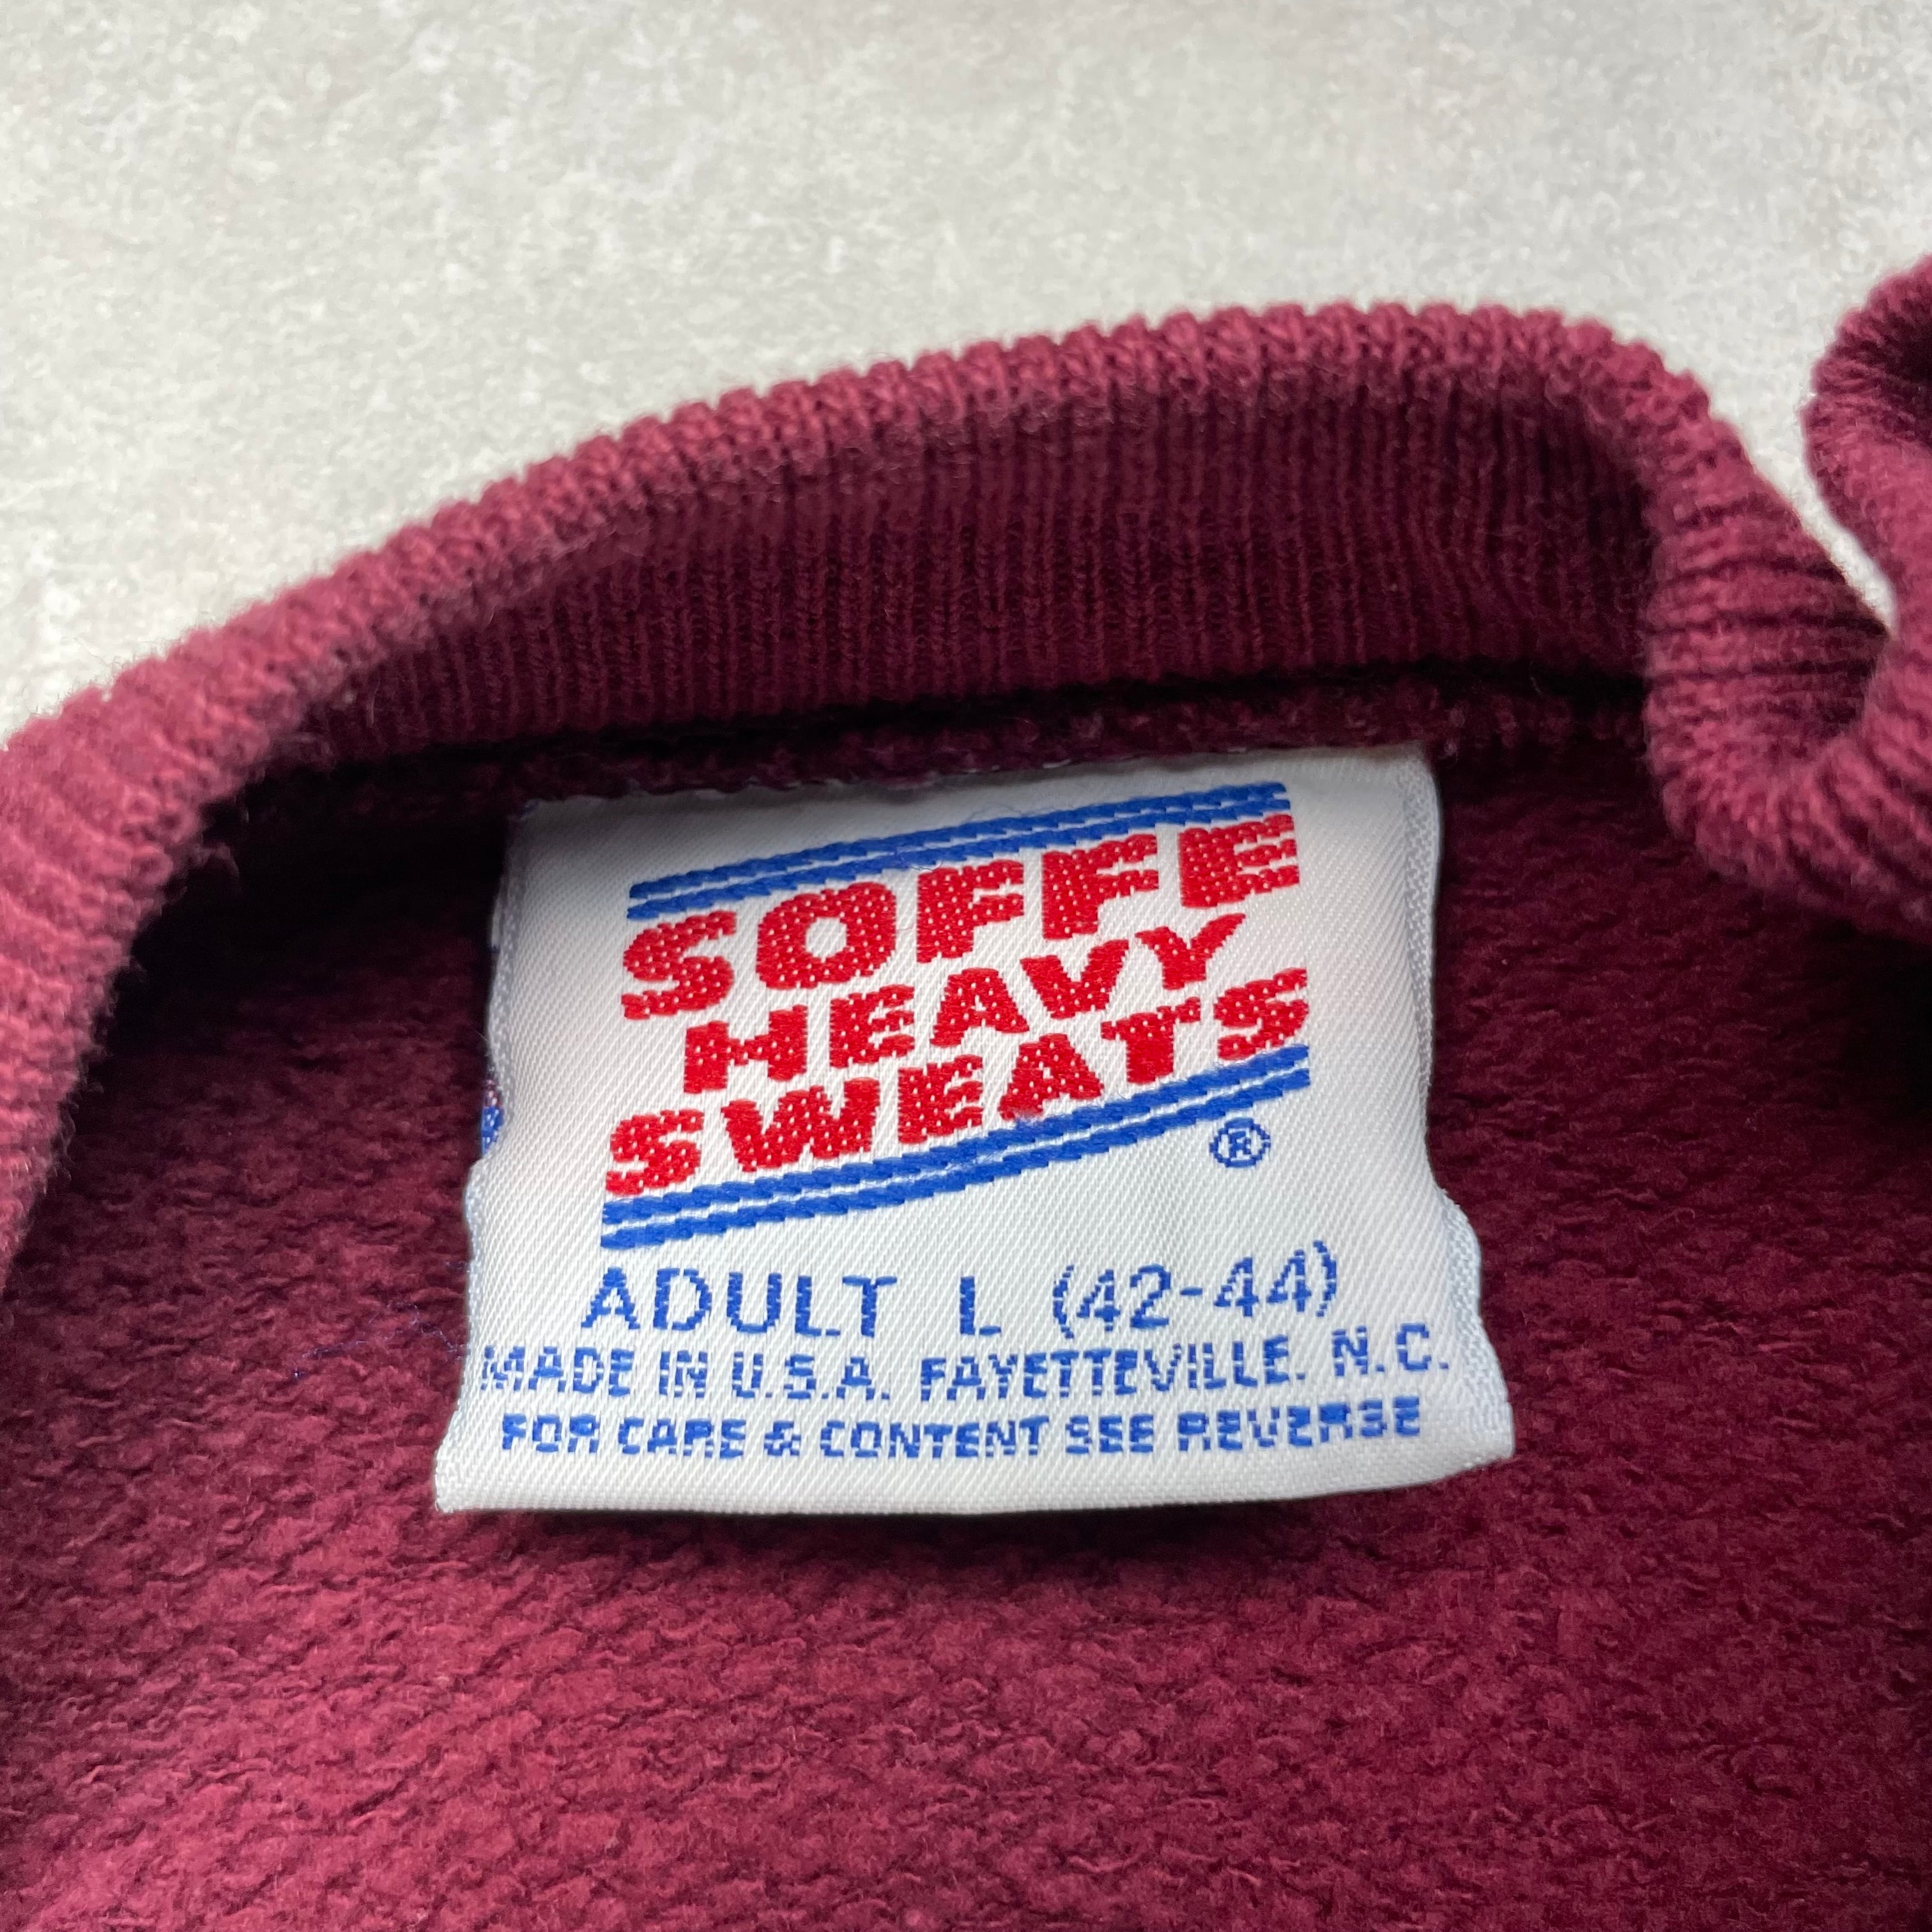 SOFFE
HEAVY
SWEATS
®
ADULT L (42-44)
MADE IN U.S.A. FAYETTEVILLE. N.C.
FOR CARE & CONTENT SEE REVERSE